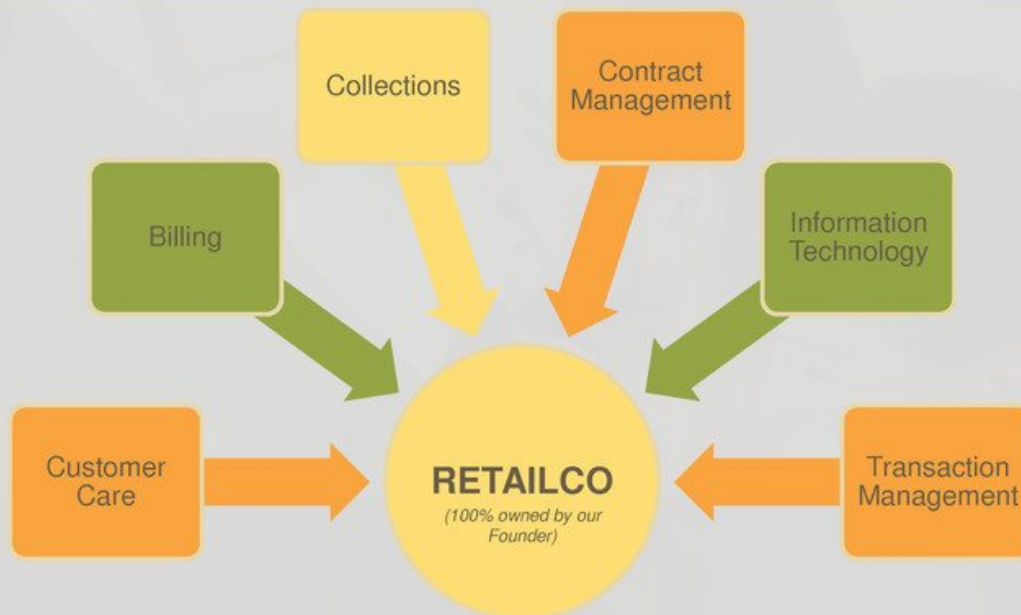 Collections
Contract
Management
Billing
Information
Technology
Customer
Care
RETAILCO
(100% owned by our
Founder)
Transaction
Management